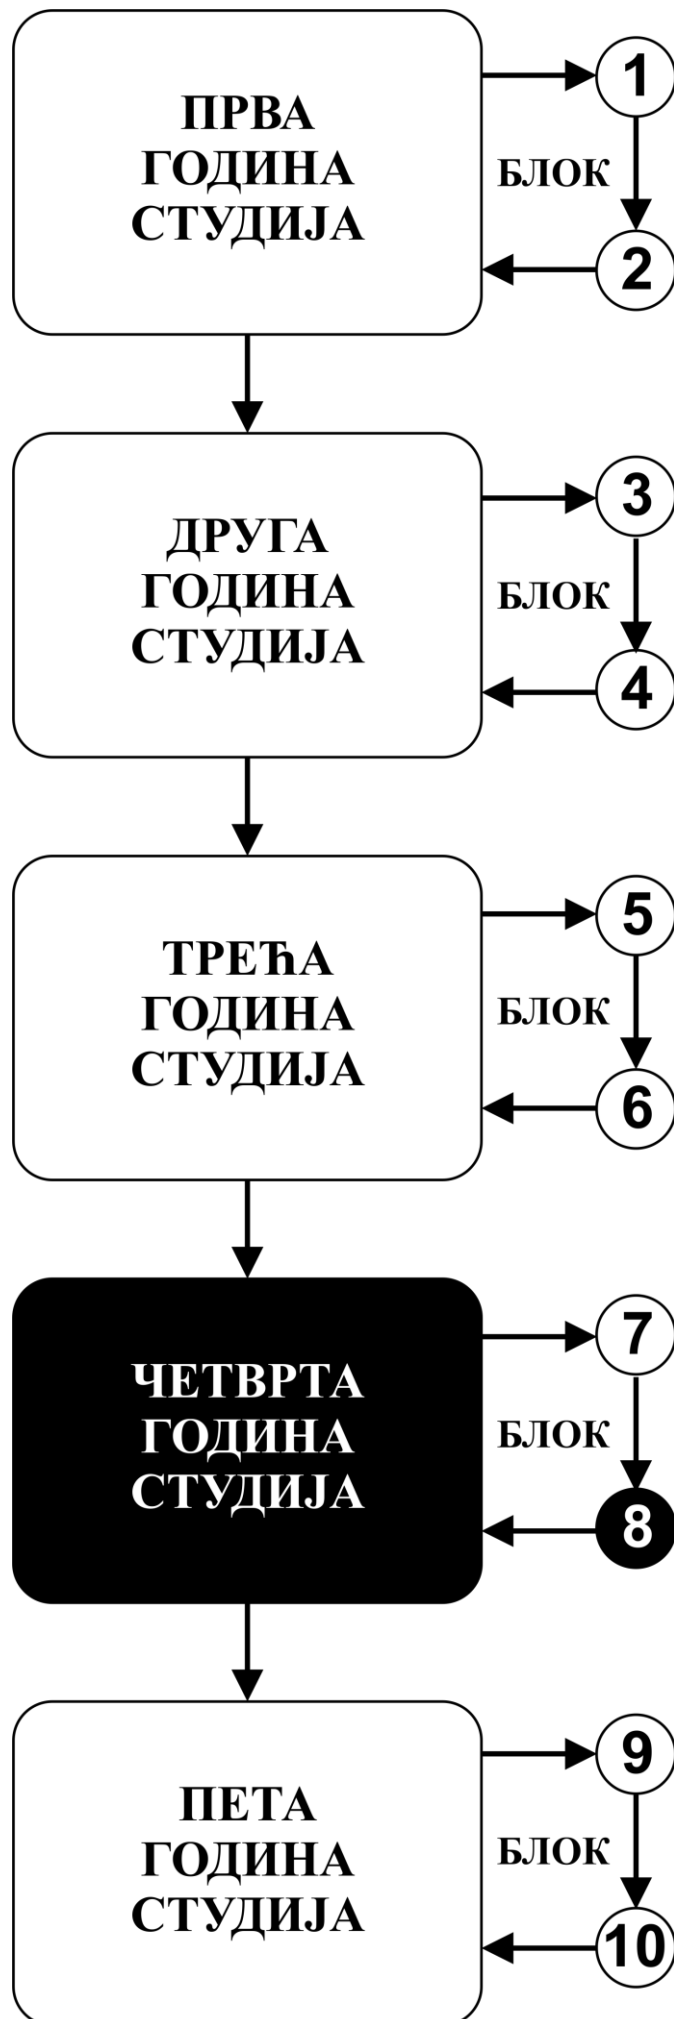 ПРВА
ГОДИНА
СТУДИЈА
1
БЛОК
2
ДРУГА
ГОДИНА
СТУДИЈА
3
БЛОК
4
ТРЕЋА
ГОДИНА
СТУДИЈА
5
БЛОК
6
ЧЕТВРТА
ГОДИНА
СТУДИЈА
7
БЛОК
8
ПЕТА
ГОДИНА
СТУДИЈА
9
БЛОК
10